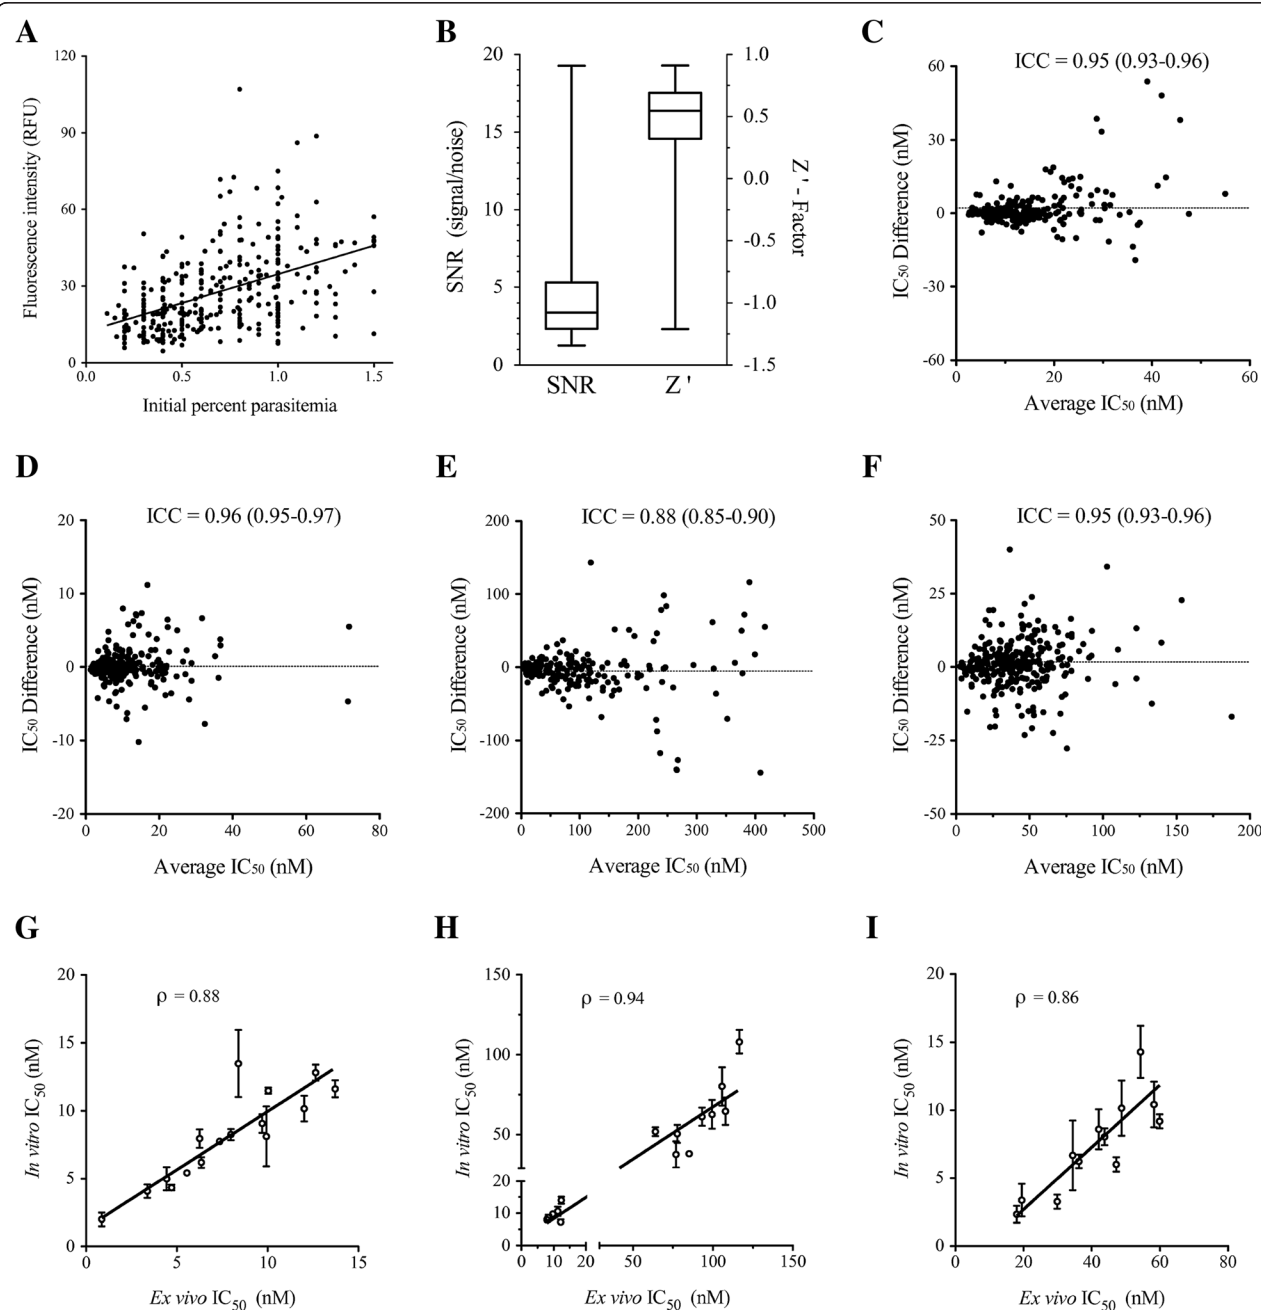 A
Fluorescence intensity (RFU)
120
90
60
30
0
0.0 0.5 1.0 1.5
Initial percent parasitemia
B
SNR (signal/noise)
20
15
10
5
0
1.0
0.5
0.0
-0.5
-1.0
-1.5
Z' - Factor
SNR Z'
C
ICC = 0.95 (0.93-0.96)
IC50 Difference (nM)
60
30
0
-30
-60
0 20 40 60
Average IC50 (nM)
D
ICC = 0.96 (0.95-0.97)
IC50 Difference (nM)
20
10
0
-10
-20
0 20 40 60 80
Average IC50 (nM)
E
ICC = 0.88 (0.85-0.90)
IC50 Difference (nM)
200
100
0
-100
-200
0 100 200 300 400 500
Average IC50 (nM)
F
ICC = 0.95 (0.93-0.96)
IC50 Difference (nM)
50
25
0
-25
-50
0 50 100 150 200
Average IC50 (nM)
G
ρ = 0.88
In vitro IC50 (nM)
20
15
10
5
0
0 5 10 15
Ex vivo IC50 (nM)
H
ρ = 0.94
In vitro IC50 (nM)
150
100
50
20
10
0
0 10 20 50 100 150
Ex vivo IC50 (nM)
I
ρ = 0.86
In vitro IC50 (nM)
20
15
10
5
0
0 20 40 60 80
Ex vivo IC50 (nM)